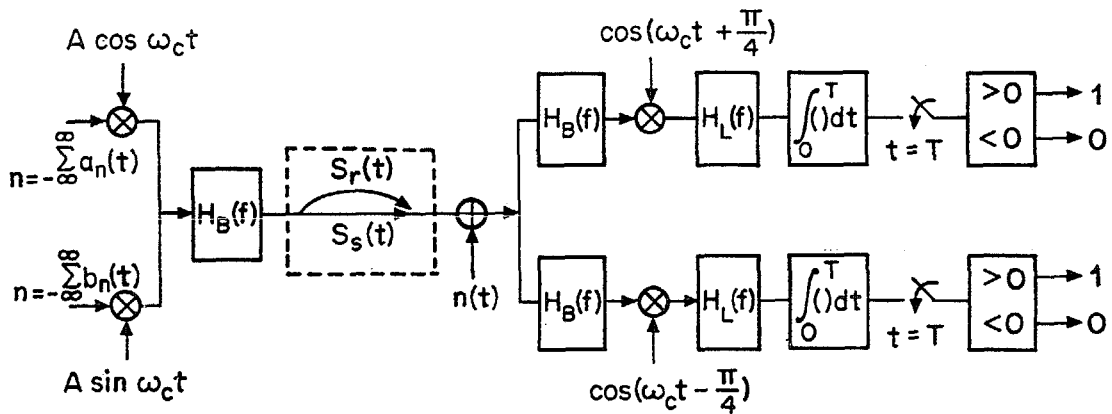 A cos ω_c t
n=-∞ Σ ∞ a_n(t)
n=-∞ Σ ∞ b_n(t)
A sin ω_c t
H_B(f)
S_r(t)
S_s(t)
n(t)
cos(ω_c t + π/4)
H_B(f)
H_L(f)
∫_0^T ( )dt
t = T
>0 1
<0 0
H_B(f)
H_L(f)
∫_0^T ( )dt
t = T
>0 1
<0 0
cos(ω_c t - π/4)